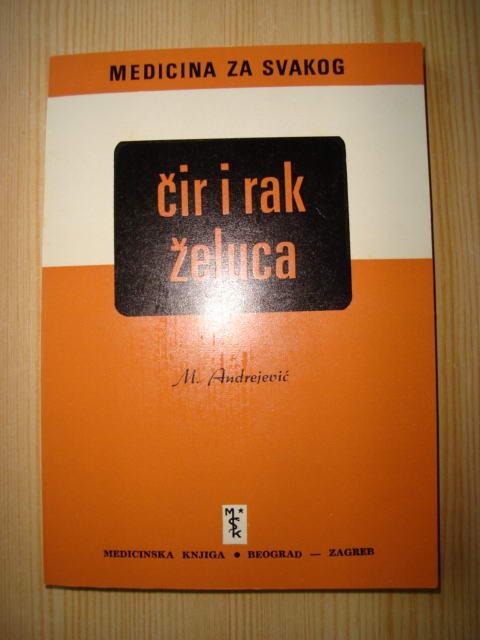 MEDICINA ZA SVAKOG
čir i rak
želuca
M. Andrejević
M
S
K
MEDICINSKA KNJIGA • BEOGRAD — ZAGREB